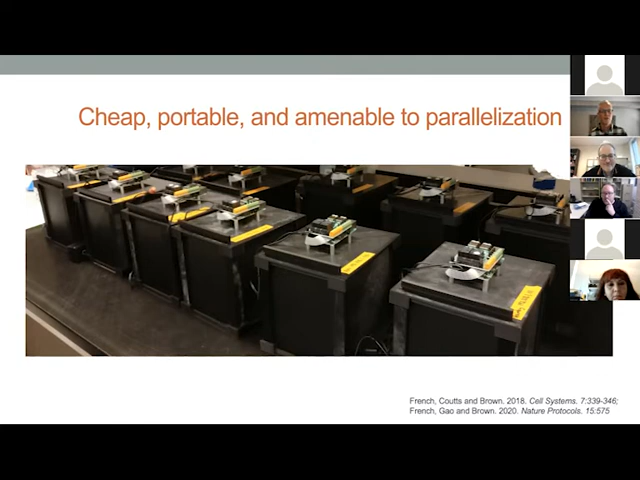 Cheap, portable, and amenable to parallelization
French, Coutts and Brown. 2018. Cell Systems. 7:339-346;
French, Gao and Brown. 2020. Nature Protocols. 15:575